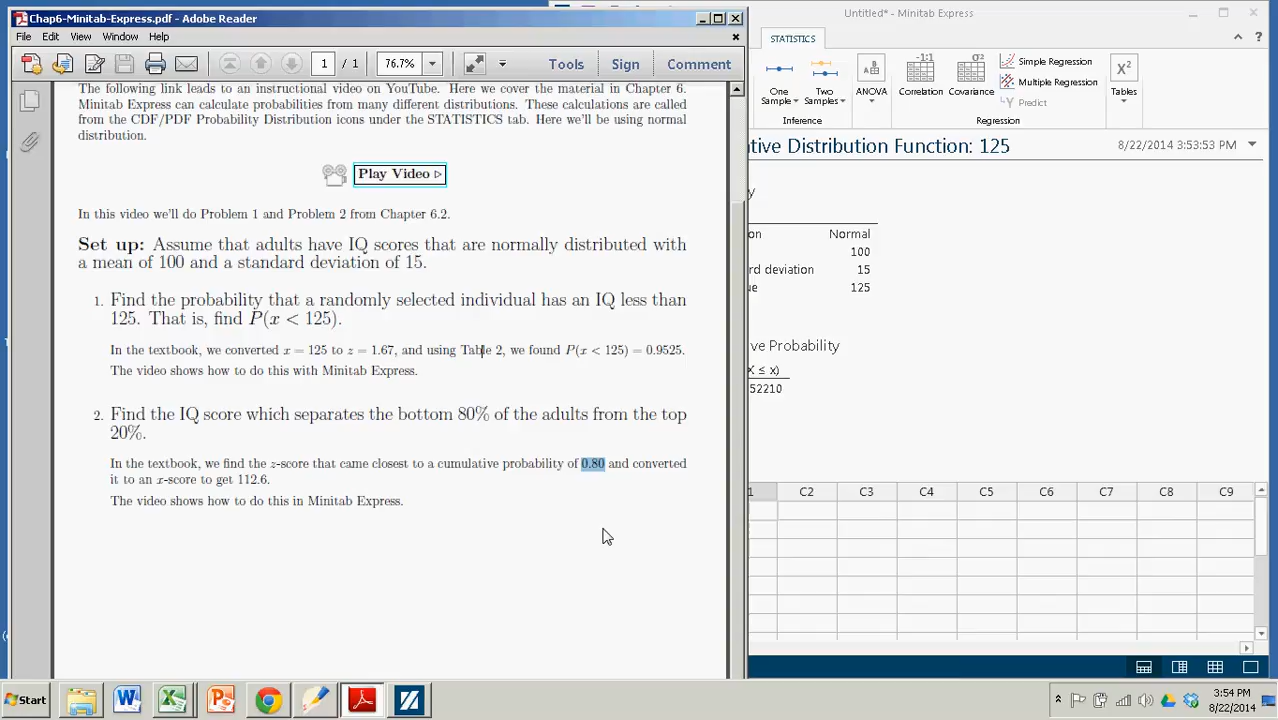 Chap6-Minitab-Express.pdf - Adobe Reader
File Edit View Window Help
1 / 1 76.7% Tools Sign Comment
The following link leads to an instructional video on YouTube. Here we cover the material in Chapter 6.
Minitab Express can calculate probabilities from many different distributions. These calculations are called
from the CDF/PDF Probability Distribution icons under the STATISTICS tab. Here we'll be using normal
distribution.
Play Video
In this video we'll do Problem 1 and Problem 2 from Chapter 6.2.
Set up: Assume that adults have IQ scores that are normally distributed with
a mean of 100 and a standard deviation of 15.
1. Find the probability that a randomly selected individual has an IQ less than
125. That is, find P(x < 125).
In the textbook, we converted x = 125 to z = 1.67, and using Table 2, we found P(x < 125) = 0.9525.
The video shows how to do this with Minitab Express.
2. Find the IQ score which separates the bottom 80% of the adults from the top
20%.
In the textbook, we find the z-score that came closest to a cumulative probability of 0.80 and converted
it to an x-score to get 112.6.
The video shows how to do this in Minitab Express.
Untitled* - Minitab Express
STATISTICS
One Sample
Two Samples
ANOVA
Correlation
Covariance
Simple Regression
Multiple Regression
Predict
Tables
Inference
Regression
-1:1
σ²
X²
tive Distribution Function: 125
8/22/2014 3:53:53 PM
y
on Normal
100
rd deviation 15
ue 125
ve Probability
X ≤ x)
52210
1 C2 C3 C4 C5 C6 C7 C8 C9
Start
3:54 PM
8/22/2014